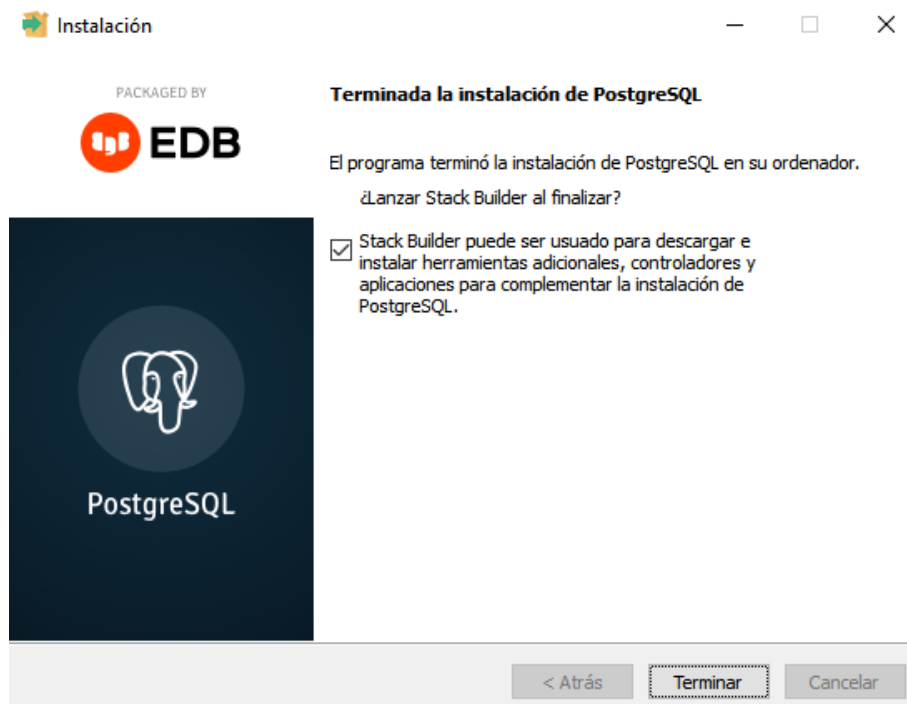 Instalación
PACKAGED BY
EDB
PostgreSQL
Terminada la instalación de PostgreSQL
El programa terminó la instalación de PostgreSQL en su ordenador.
¿Lanzar Stack Builder al finalizar?
Stack Builder puede ser usado para descargar e
instalar herramientas adicionales, controladores y
aplicaciones para complementar la instalación de
PostgreSQL.
< Atrás
Terminar
Cancelar